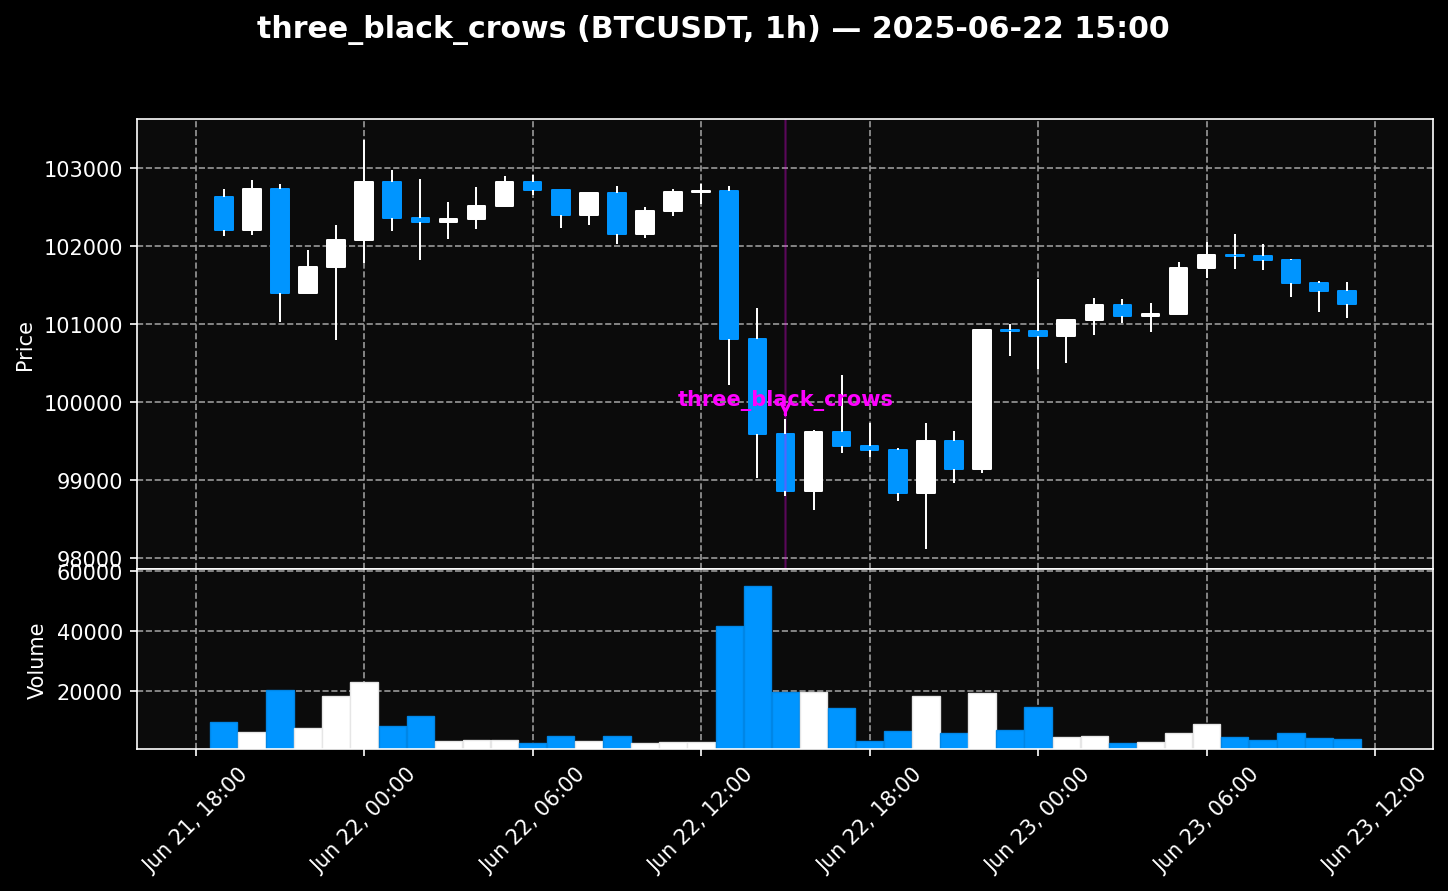 three_black_crows (BTCUSDT, 1h) — 2025-06-22 15:00
103000
102000
101000
100000
99000
98000
Price
three_black_crows
60000
40000
20000
Volume
Jun 21, 18:00
Jun 22, 00:00
Jun 22, 06:00
Jun 22, 12:00
Jun 22, 18:00
Jun 23, 00:00
Jun 23, 06:00
Jun 23, 12:00